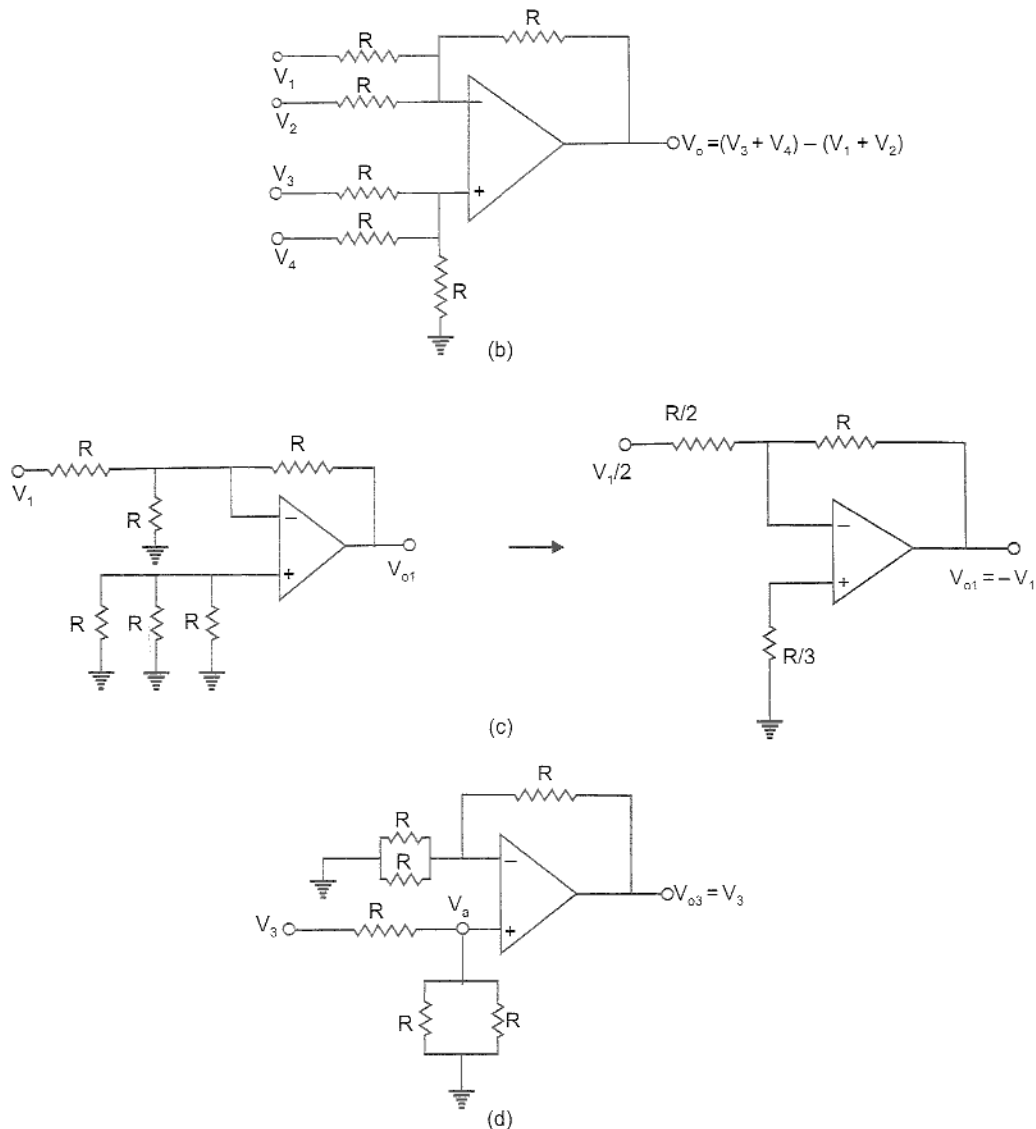 R
R
V₁
R
V₂
−
V₃
R
+
Vₒ =(V₃ + V₄) − (V₁ + V₂)
R
V₄
R
(b)
R
R
V₁
R
−
+
Vₒ₁
R
R
R
R/2
R
V₁/2
−
+
Vₒ₁ = − V₁
R/3
(c)
R
R
R
−
Vₒ₃ = V₃
V₃
R
Vₐ
+
R
R
(d)